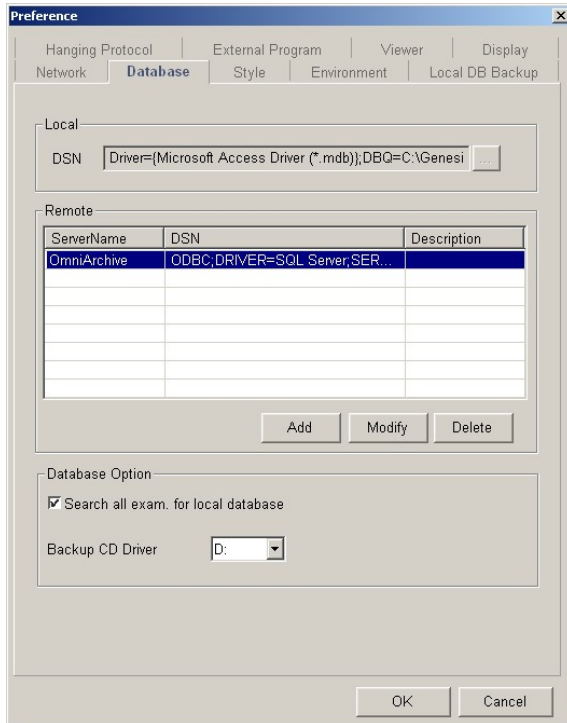 Preference
Hanging Protocol External Program Viewer Display
Network Database Style Environment Local DB Backup
Local
DSN Driver={Microsoft Access Driver (*.mdb)};DBQ=C:\Genesi ...
Remote
ServerName DSN Description
OmniArchive ODBC;DRIVER=SQL Server;SER...
Add Modify Delete
Database Option
Search all exam. for local database
Backup CD Driver D:
OK Cancel